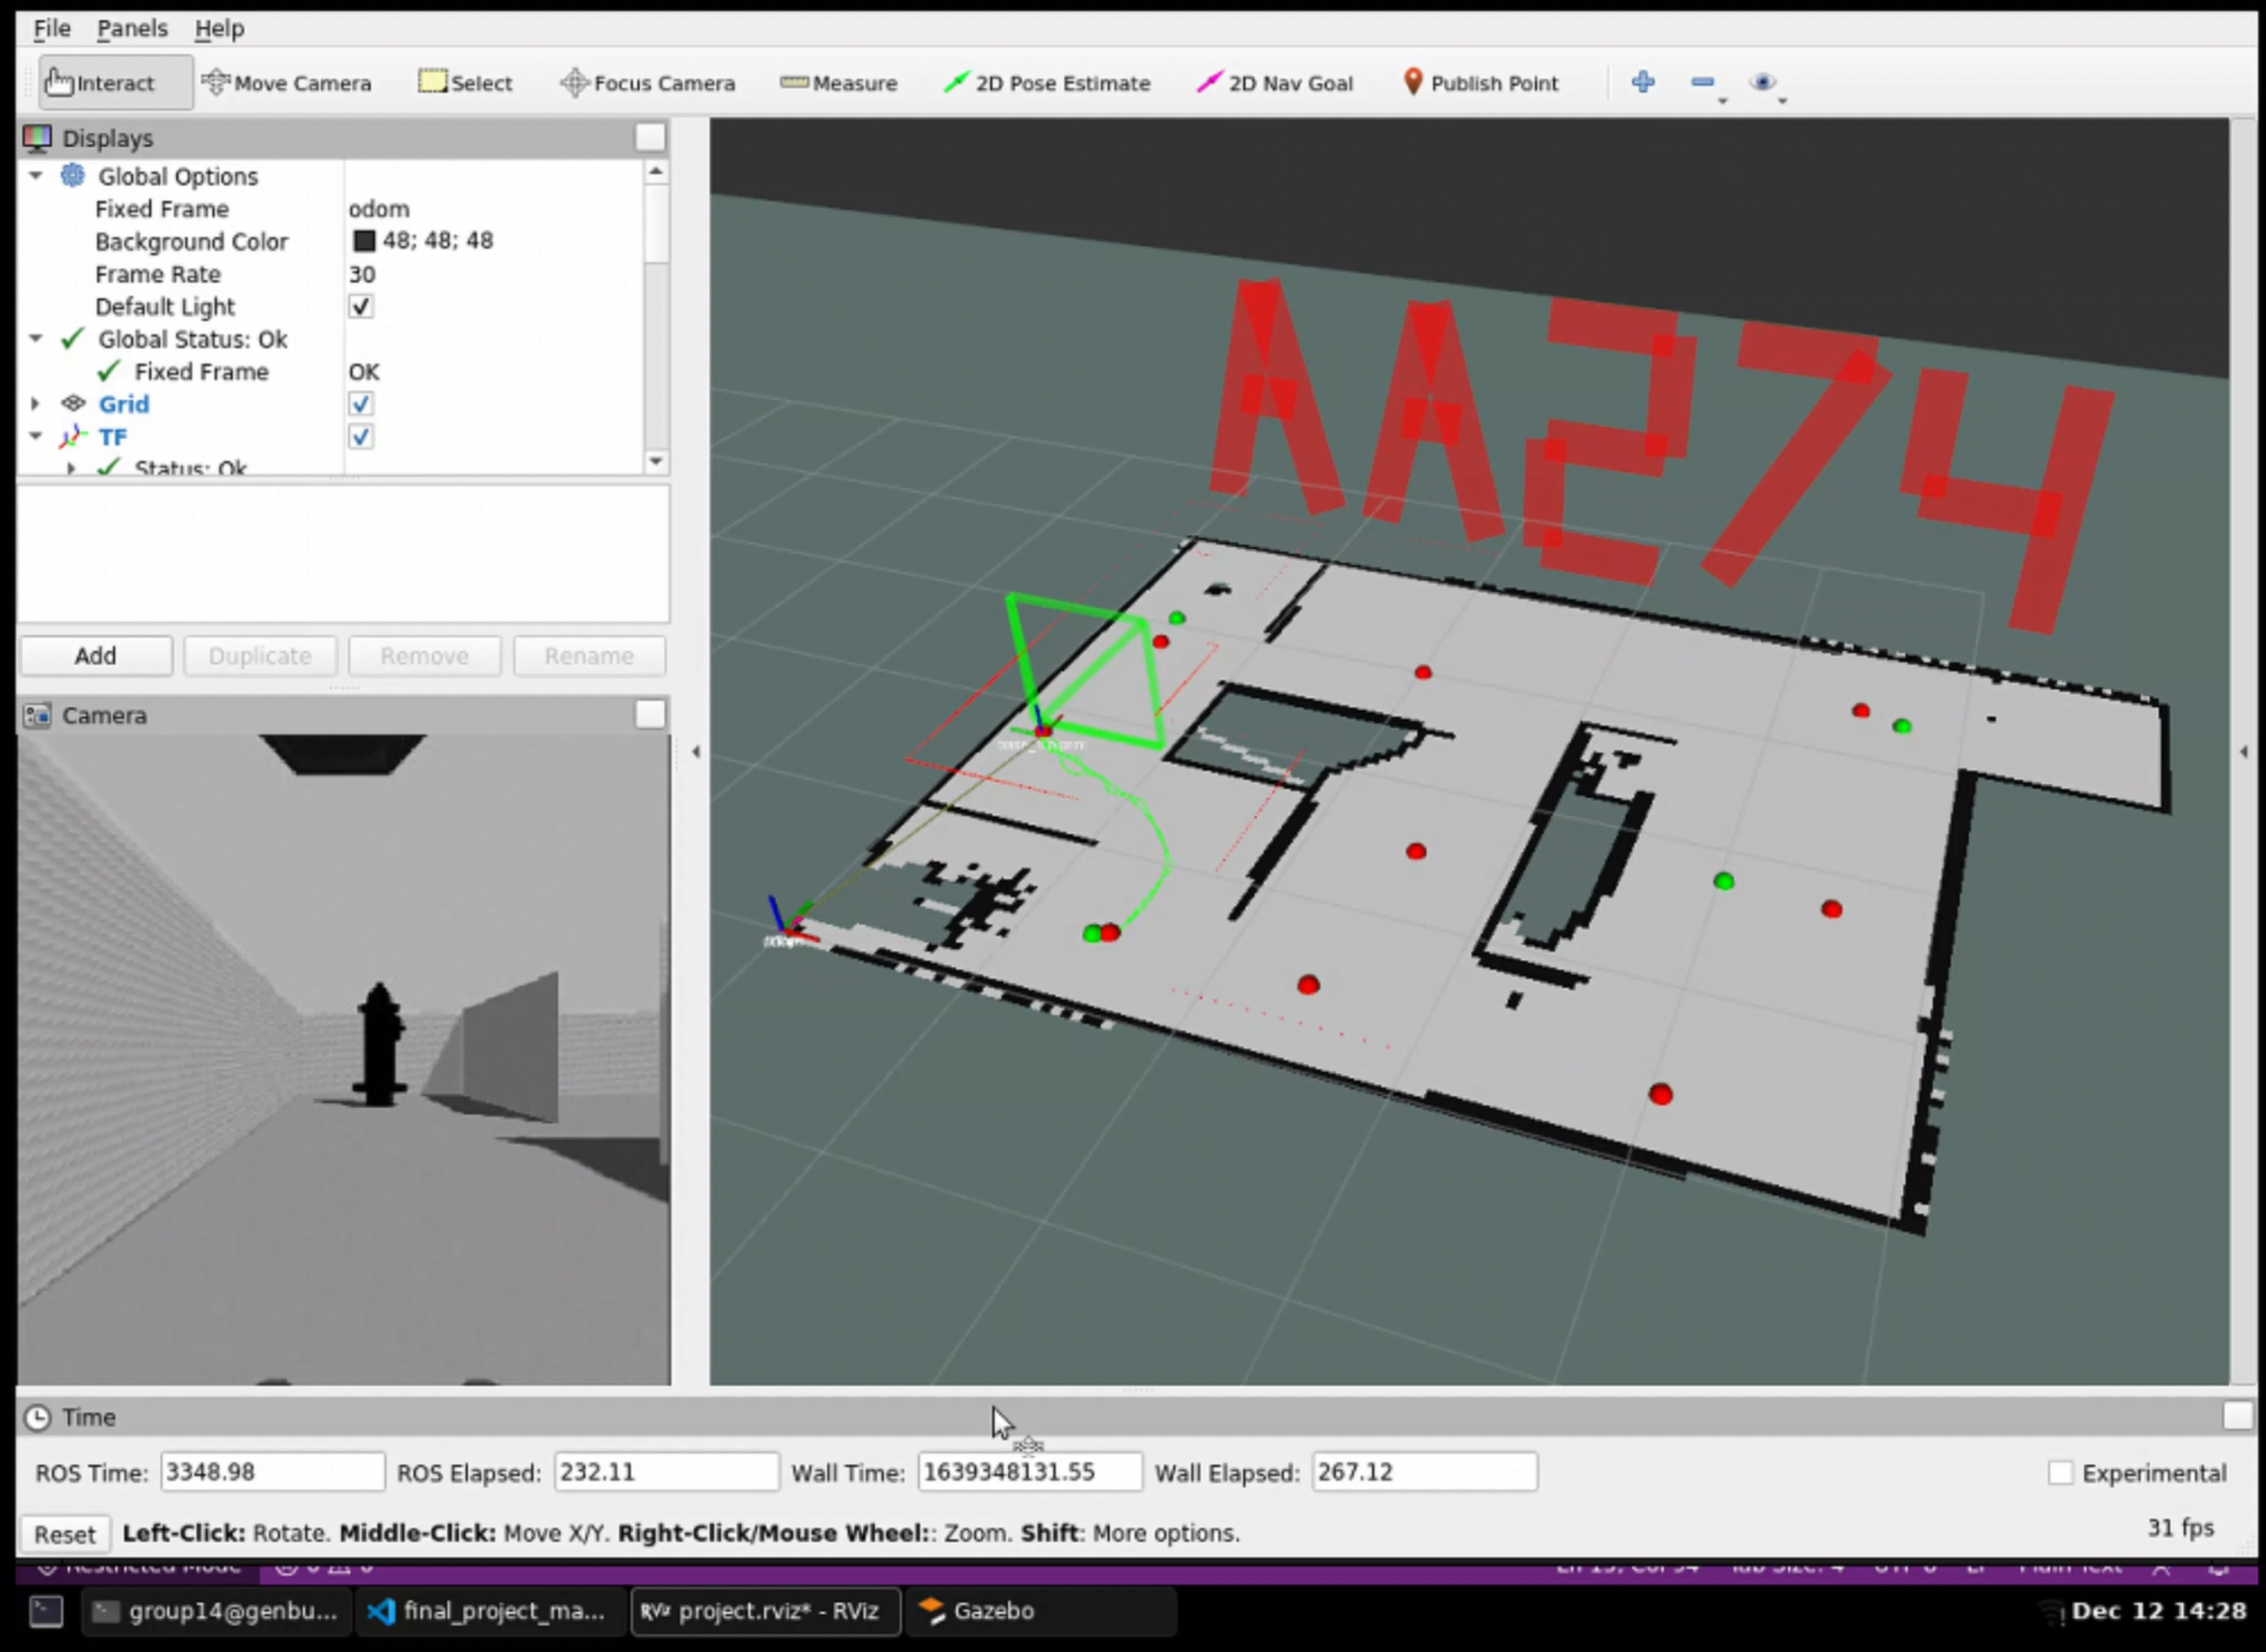 File Panels Help
Interact Move Camera Select Focus Camera Measure 2D Pose Estimate 2D Nav Goal Publish Point
Displays
Global Options
Fixed Frame odom
Background Color 48; 48; 48
Frame Rate 30
Default Light
Global Status: Ok
Fixed Frame OK
Grid
TF
Status: Ok
Add Duplicate Remove Rename
Camera
AA274
Time
ROS Time: 3348.98 ROS Elapsed: 232.11 Wall Time: 1639348131.55 Wall Elapsed: 267.12 Experimental
Reset Left-Click: Rotate. Middle-Click: Move X/Y. Right-Click/Mouse Wheel:: Zoom. Shift: More options. 31 fps
Restricted Mode Plain Text
group14@genbu... final_project_ma... RViz project.rviz* - RViz Gazebo Dec 12 14:28